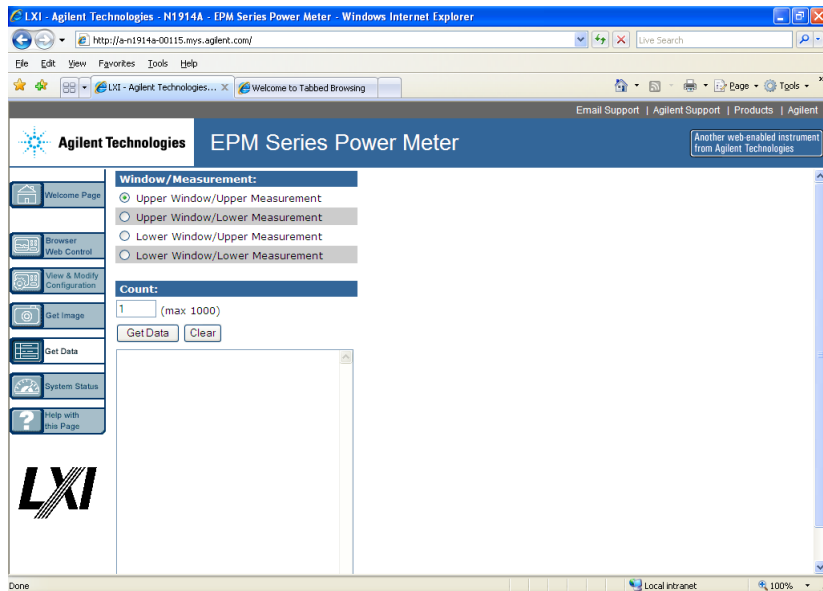 LXI - Agilent Technologies - N1914A - EPM Series Power Meter - Windows Internet Explorer
http://a-n1914a-00115.mys.agilent.com/
Live Search
File Edit View Favorites Tools Help
LXI - Agilent Technologies... Welcome to Tabbed Browsing
Page Tools
Email Support | Agilent Support | Products | Agilent
Agilent Technologies
EPM Series Power Meter
Another web-enabled instrument
from Agilent Technologies
Welcome Page
Browser
Web Control
View & Modify
Configuration
Get Image
Get Data
System Status
Help with
this Page
LXI
Window/Measurement:
Upper Window/Upper Measurement
Upper Window/Lower Measurement
Lower Window/Upper Measurement
Lower Window/Lower Measurement
Count:
1 (max 1000)
Get Data Clear
Done
Local intranet
100%